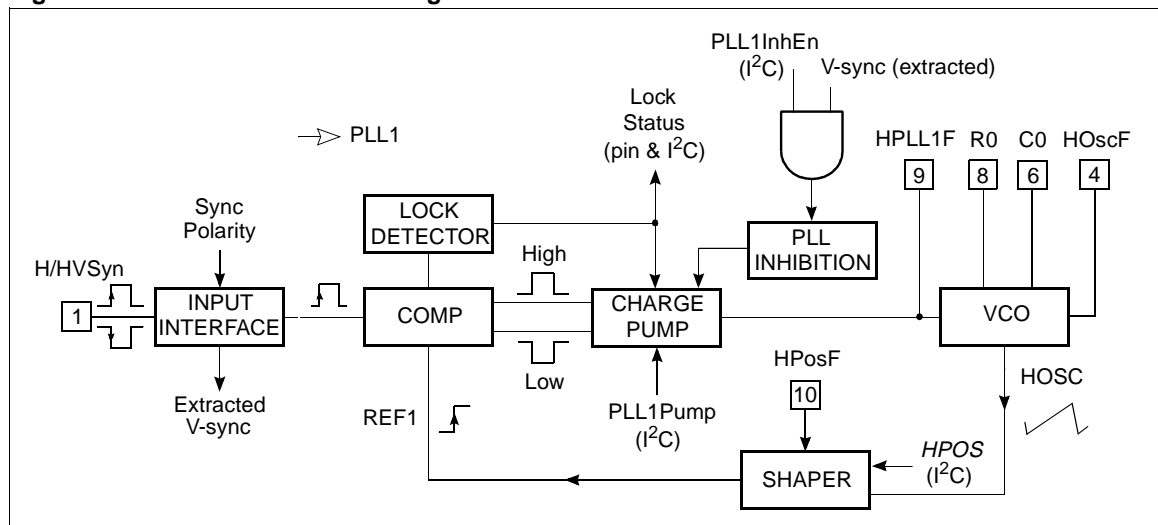 PLL1InhEn
(I²C)
V-sync (extracted)
Lock
Status
(pin & I²C)
PLL1
HPLL1F
R0
C0
HOscF
9
8
6
4
Sync
Polarity
LOCK
DETECTOR
High
PLL
INHIBITION
H/HVSyn
1
INPUT
INTERFACE
COMP
CHARGE
PUMP
VCO
Low
Extracted
V-sync
REF1
PLL1Pump
(I²C)
HPosF
10
HOSC
HPOS
(I²C)
SHAPER